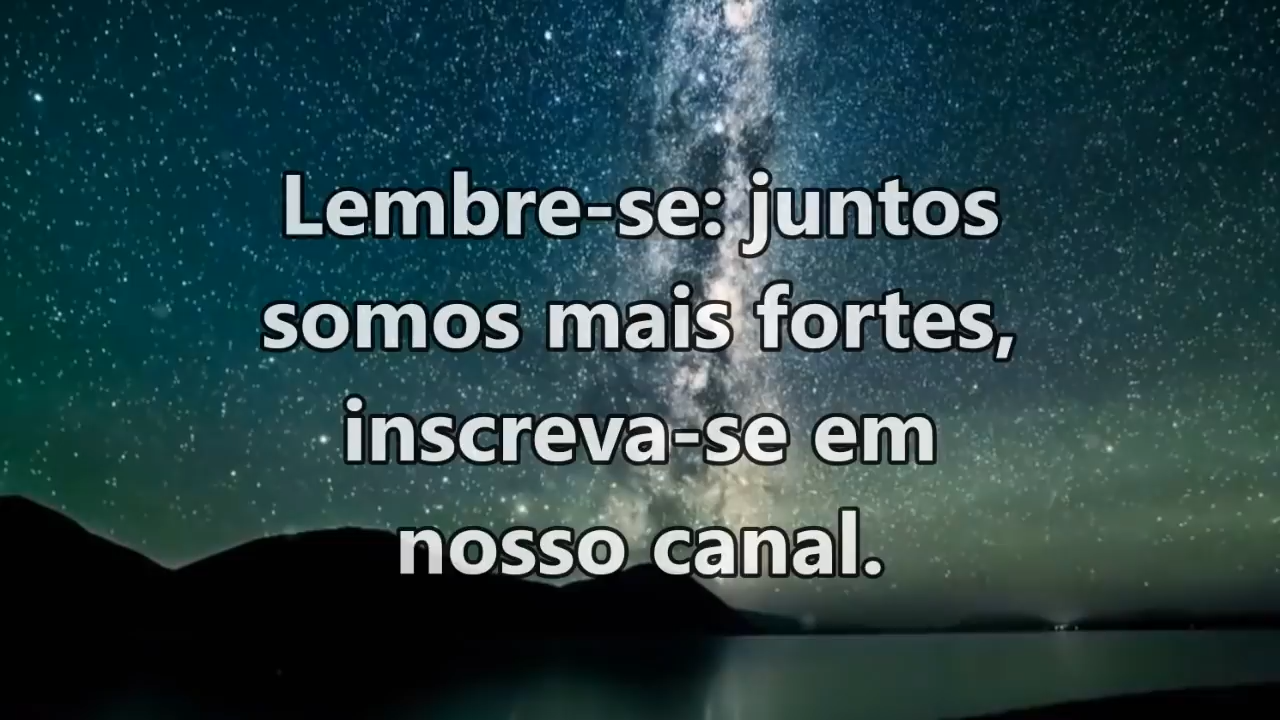 Lembre-se: juntos
somos mais fortes,
inscreva-se em
nosso canal.